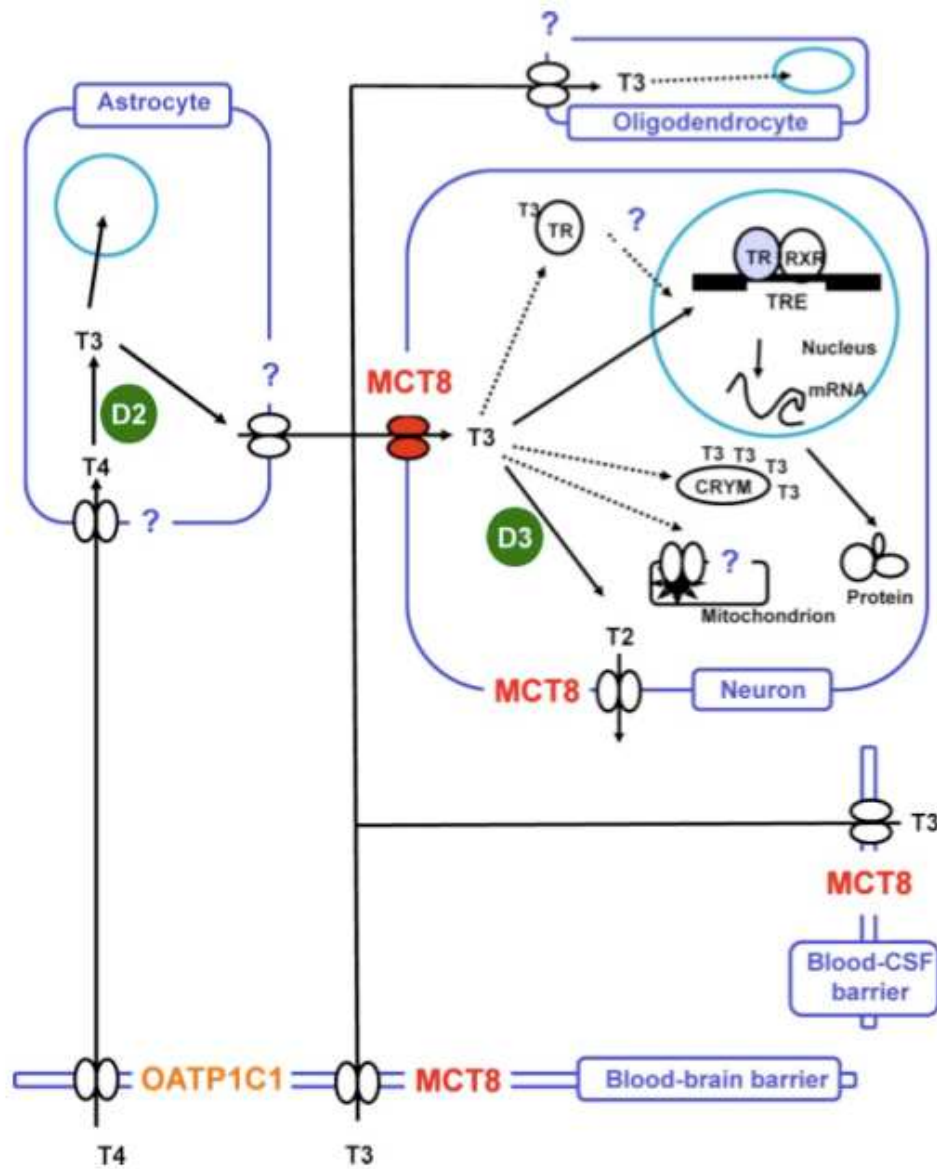 ?
T3
Oligodendrocyte
Astrocyte
T3
TR
?
TR
RXR
TRE
Nucleus
mRNA
T3
D2
T4
?
?
MCT8
T3
T3 T3 T3 T3
CRYM
D3
?
Mitochondrion
Protein
T2
MCT8
Neuron
T3
MCT8
Blood-CSF
barrier
OATP1C1
MCT8
Blood-brain barrier
T4
T3